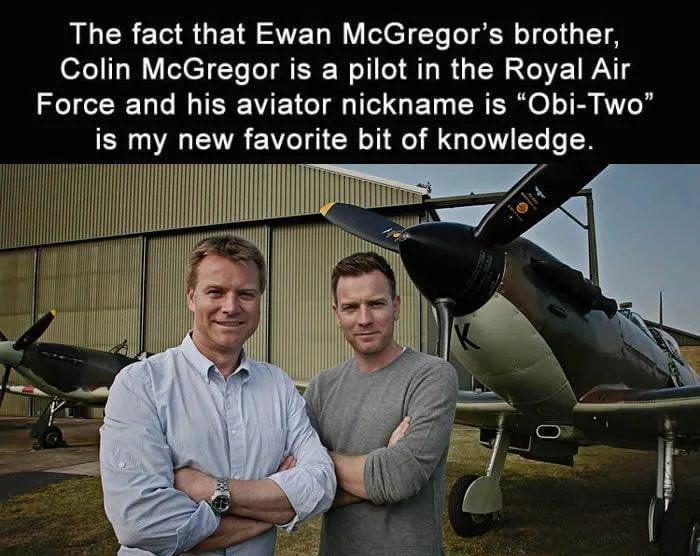 The fact that Ewan McGregor's brother,
Colin McGregor is a pilot in the Royal Air
Force and his aviator nickname is “Obi-Two”
is my new favorite bit of knowledge.
K